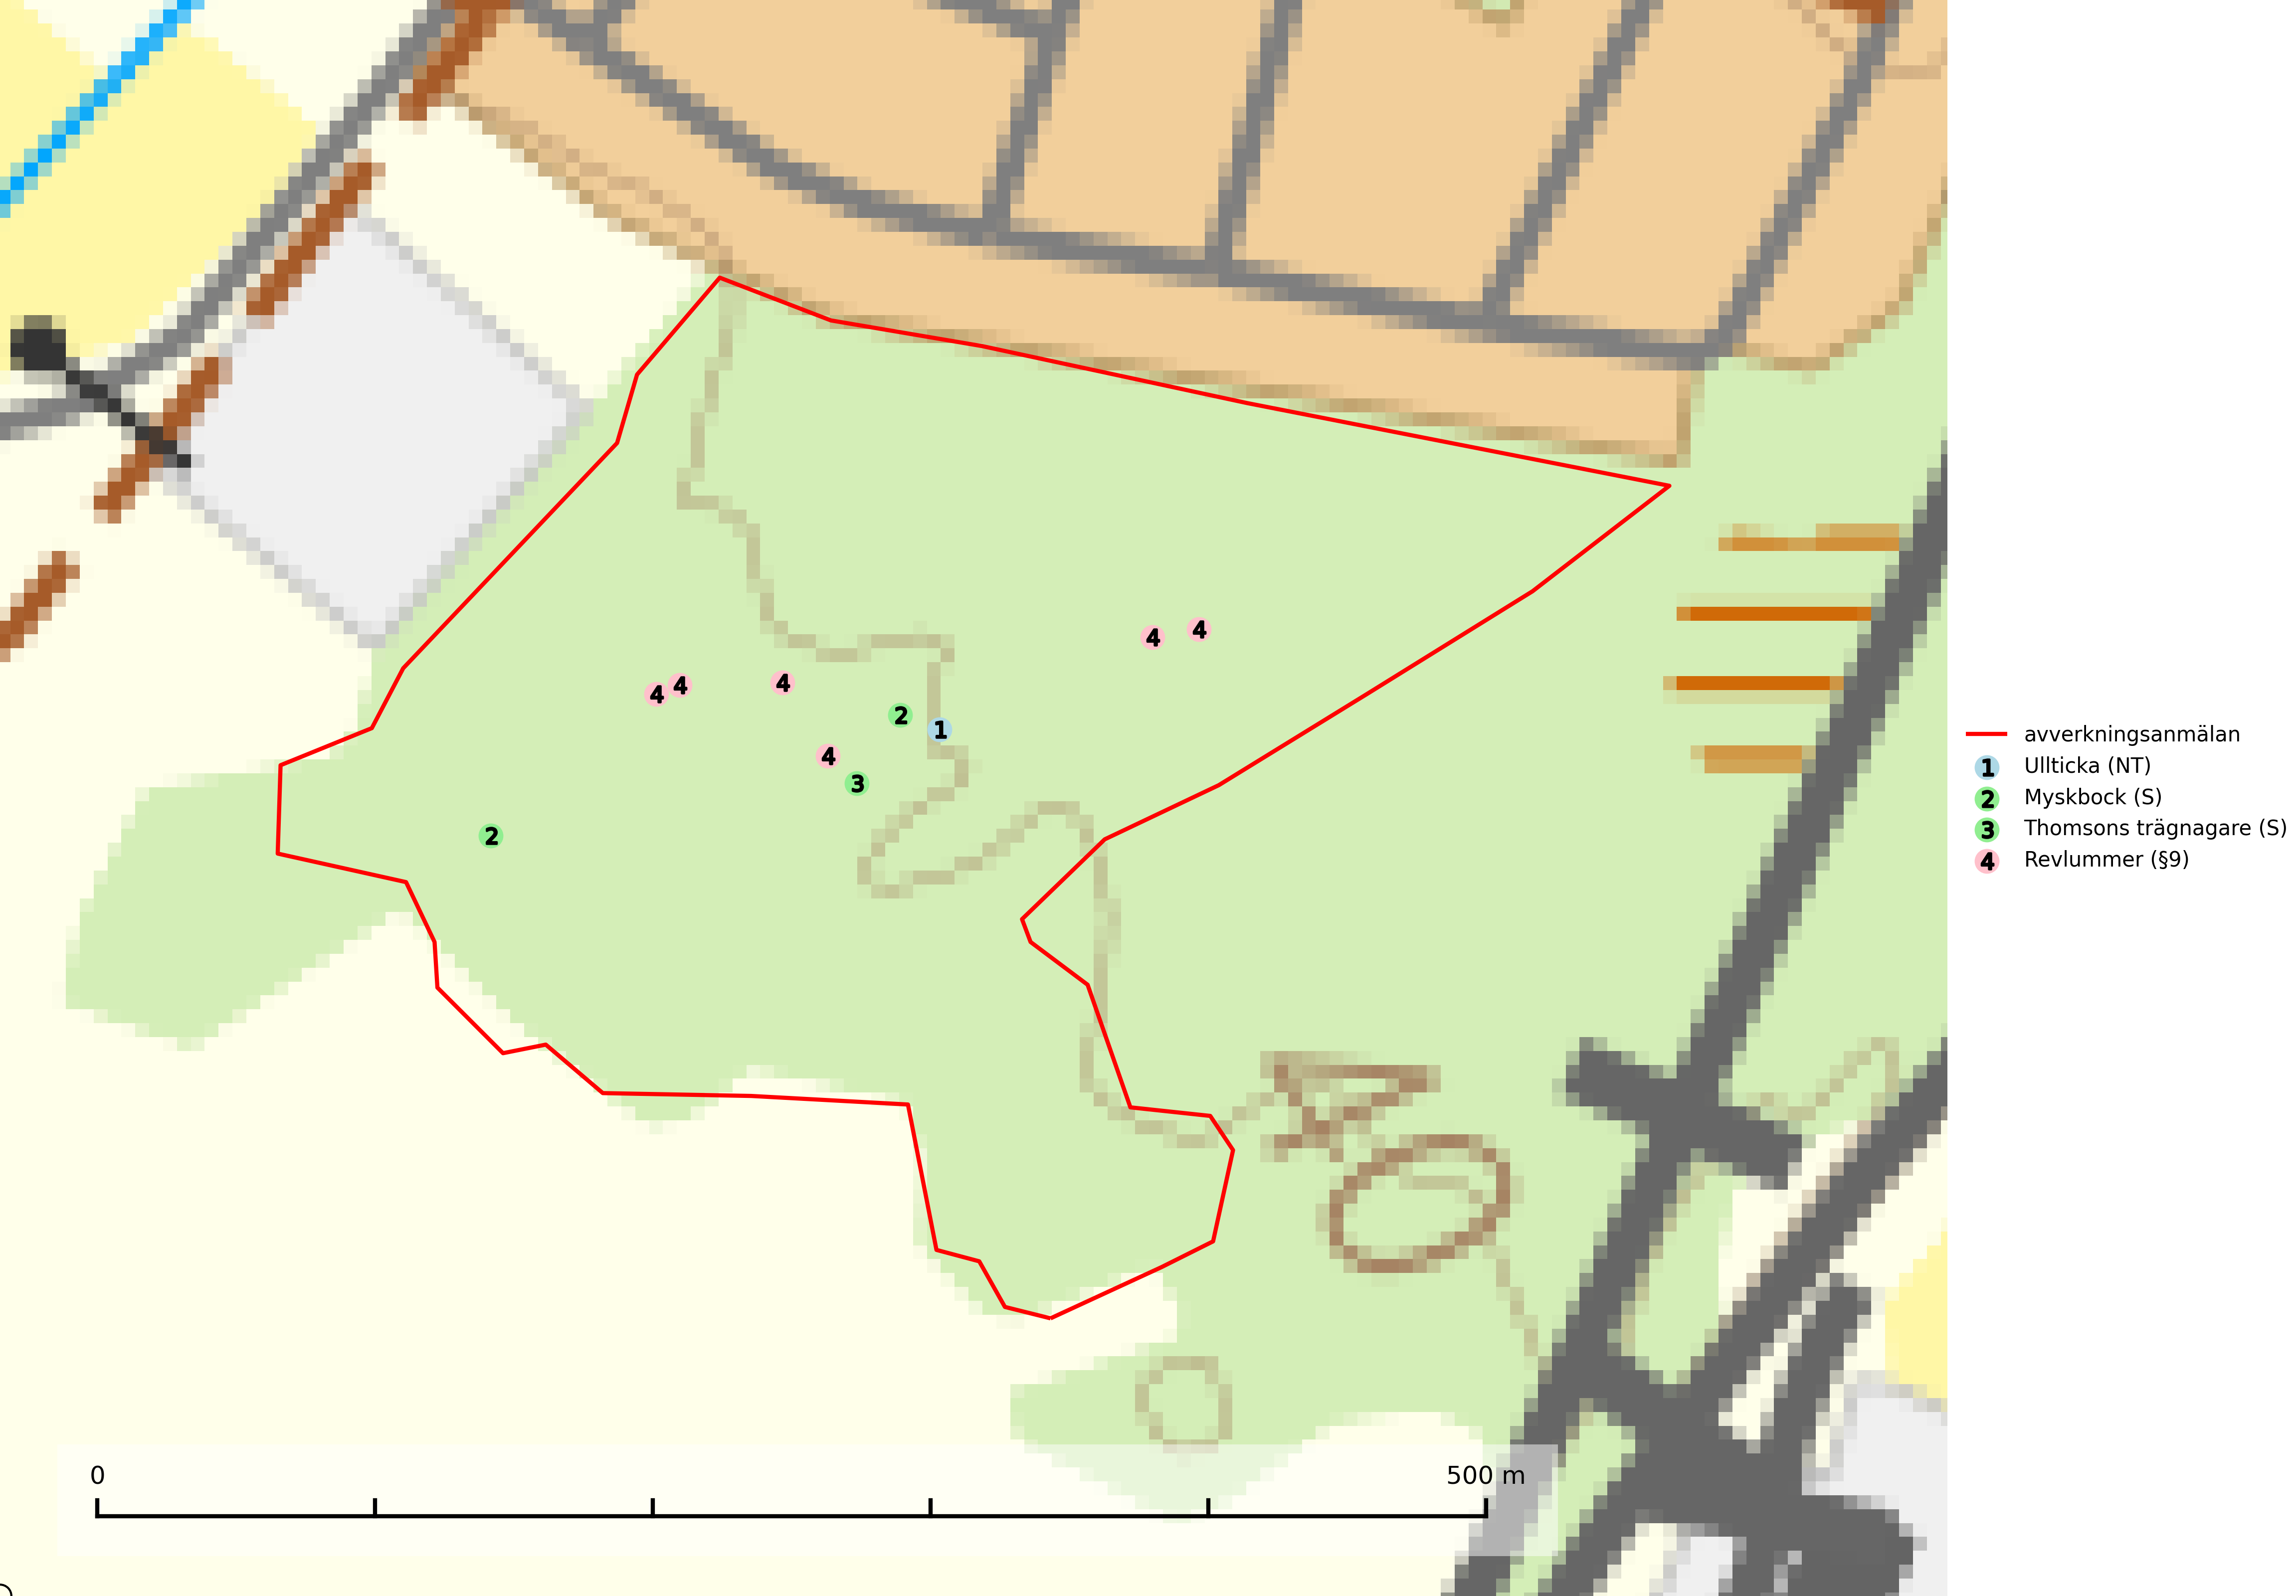 4
4
4
4
4
2
1
4
3
2
avverkningsanmälan
1 Ullticka (NT)
2 Myskbock (S)
3 Thomsons trägnagare (S)
4 Revlummer (§9)
0 500 m